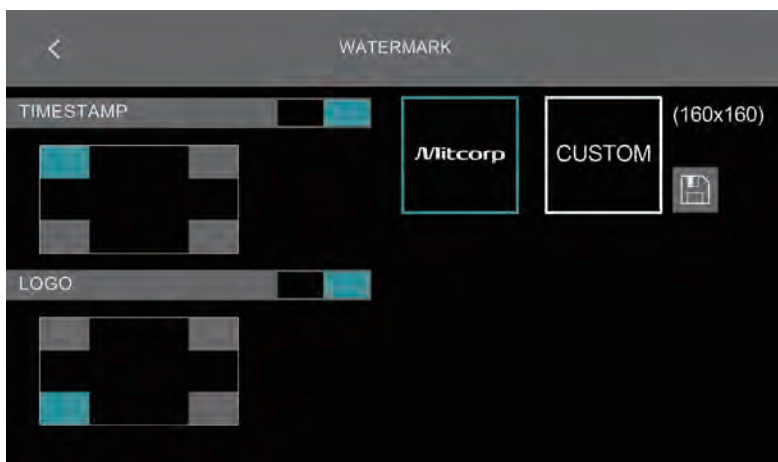 WATERMARK
TIMESTAMP
Mitcorp
CUSTOM
(160x160)
LOGO